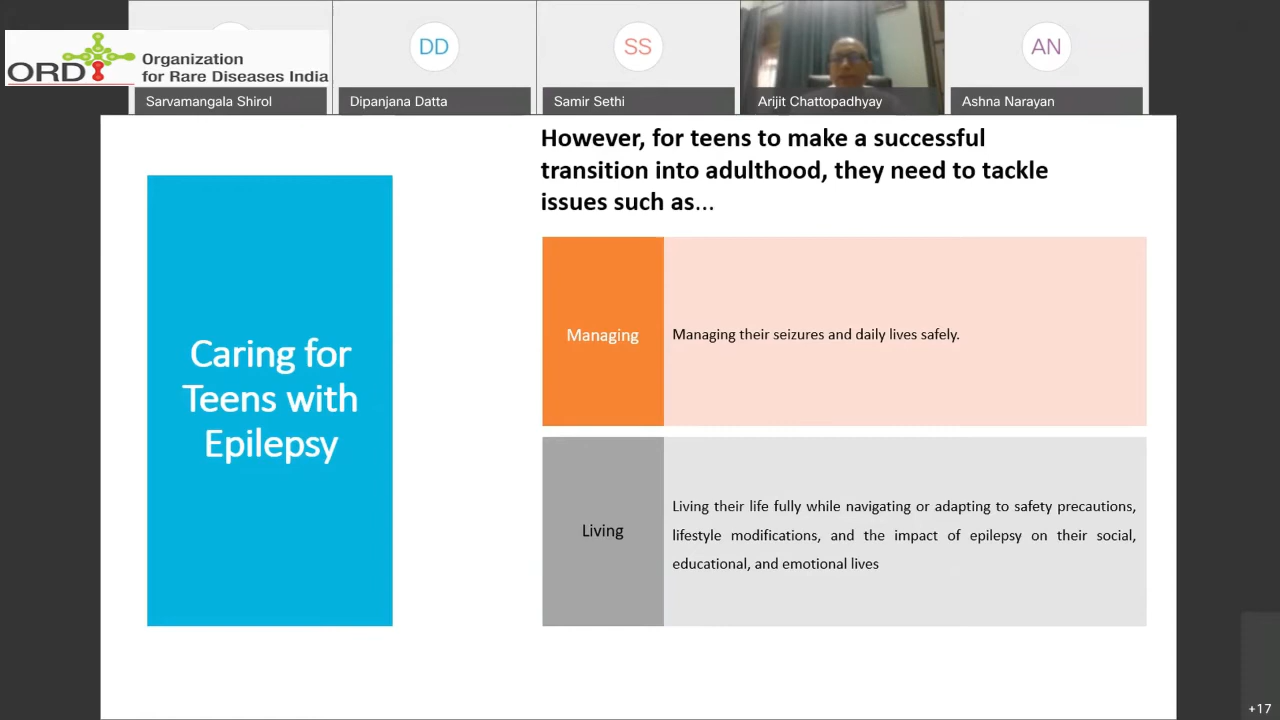 ORD
Organization
for Rare Diseases India
DD
SS
AN
Sarvamangala Shirol
Dipanjana Datta
Samir Sethi
Arijit Chattopadhyay
Ashna Narayan
Caring for
Teens with
Epilepsy
However, for teens to make a successful
transition into adulthood, they need to tackle
issues such as...
Managing
Managing their seizures and daily lives safely.
Living
Living their life fully while navigating or adapting to safety precautions,
lifestyle modifications, and the impact of epilepsy on their social,
educational, and emotional lives
+17